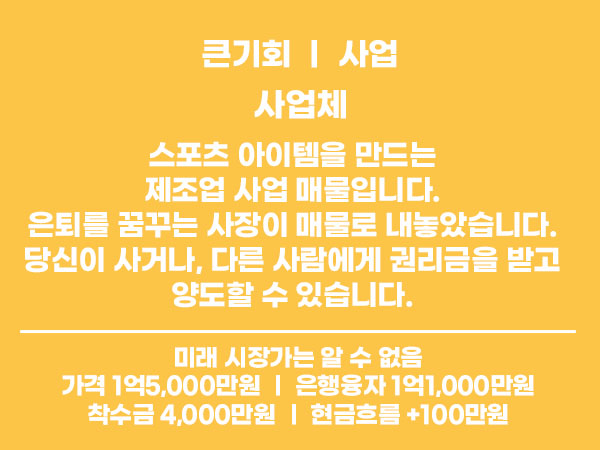 큰기회 ㅣ 사업
사업체
스포츠 아이템을 만드는
제조업 사업 매물입니다.
은퇴를 꿈꾸는 사장이 매물로 내놓았습니다.
당신이 사거나, 다른 사람에게 권리금을 받고
양도할 수 있습니다.
미래 시장가는 알 수 없음
가격 1억5,000만원 ㅣ 은행융자 1억1,000만원
착수금 4,000만원 ㅣ 현금흐름 +100만원